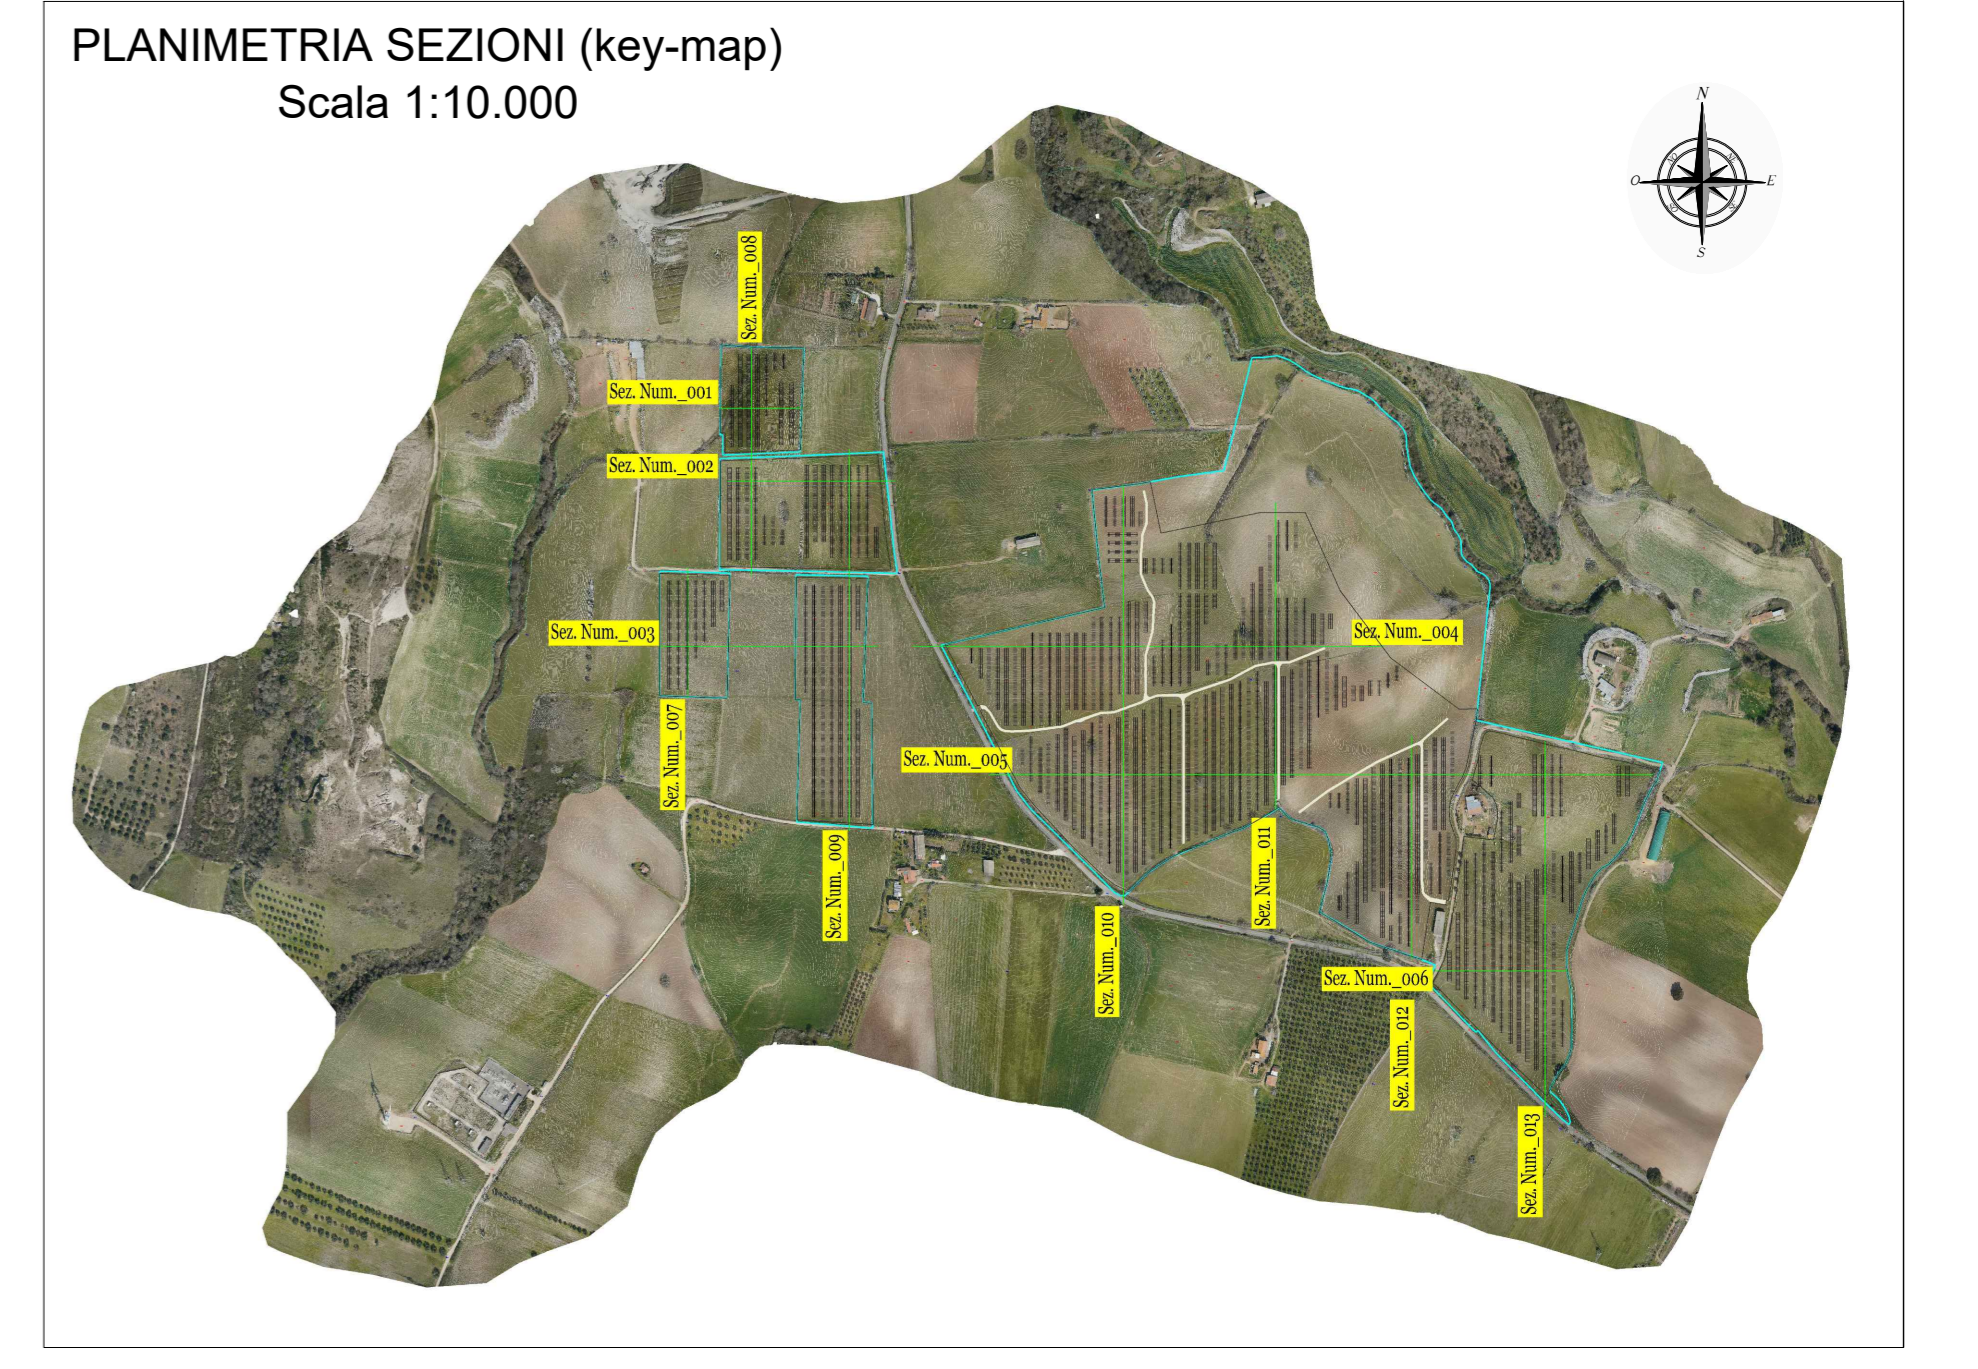 PLANIMETRIA SEZIONI (key-map)
Scala 1:10.000
N
NO
O
E
SO
S
Sez. Num._008
Sez. Num._001
Sez. Num._002
Sez. Num._003
Sez. Num._004
Sez. Num._007
Sez. Num._005
Sez. Num._009
Sez. Num._011
Sez. Num._010
Sez. Num._006
Sez. Num._012
Sez. Num._013